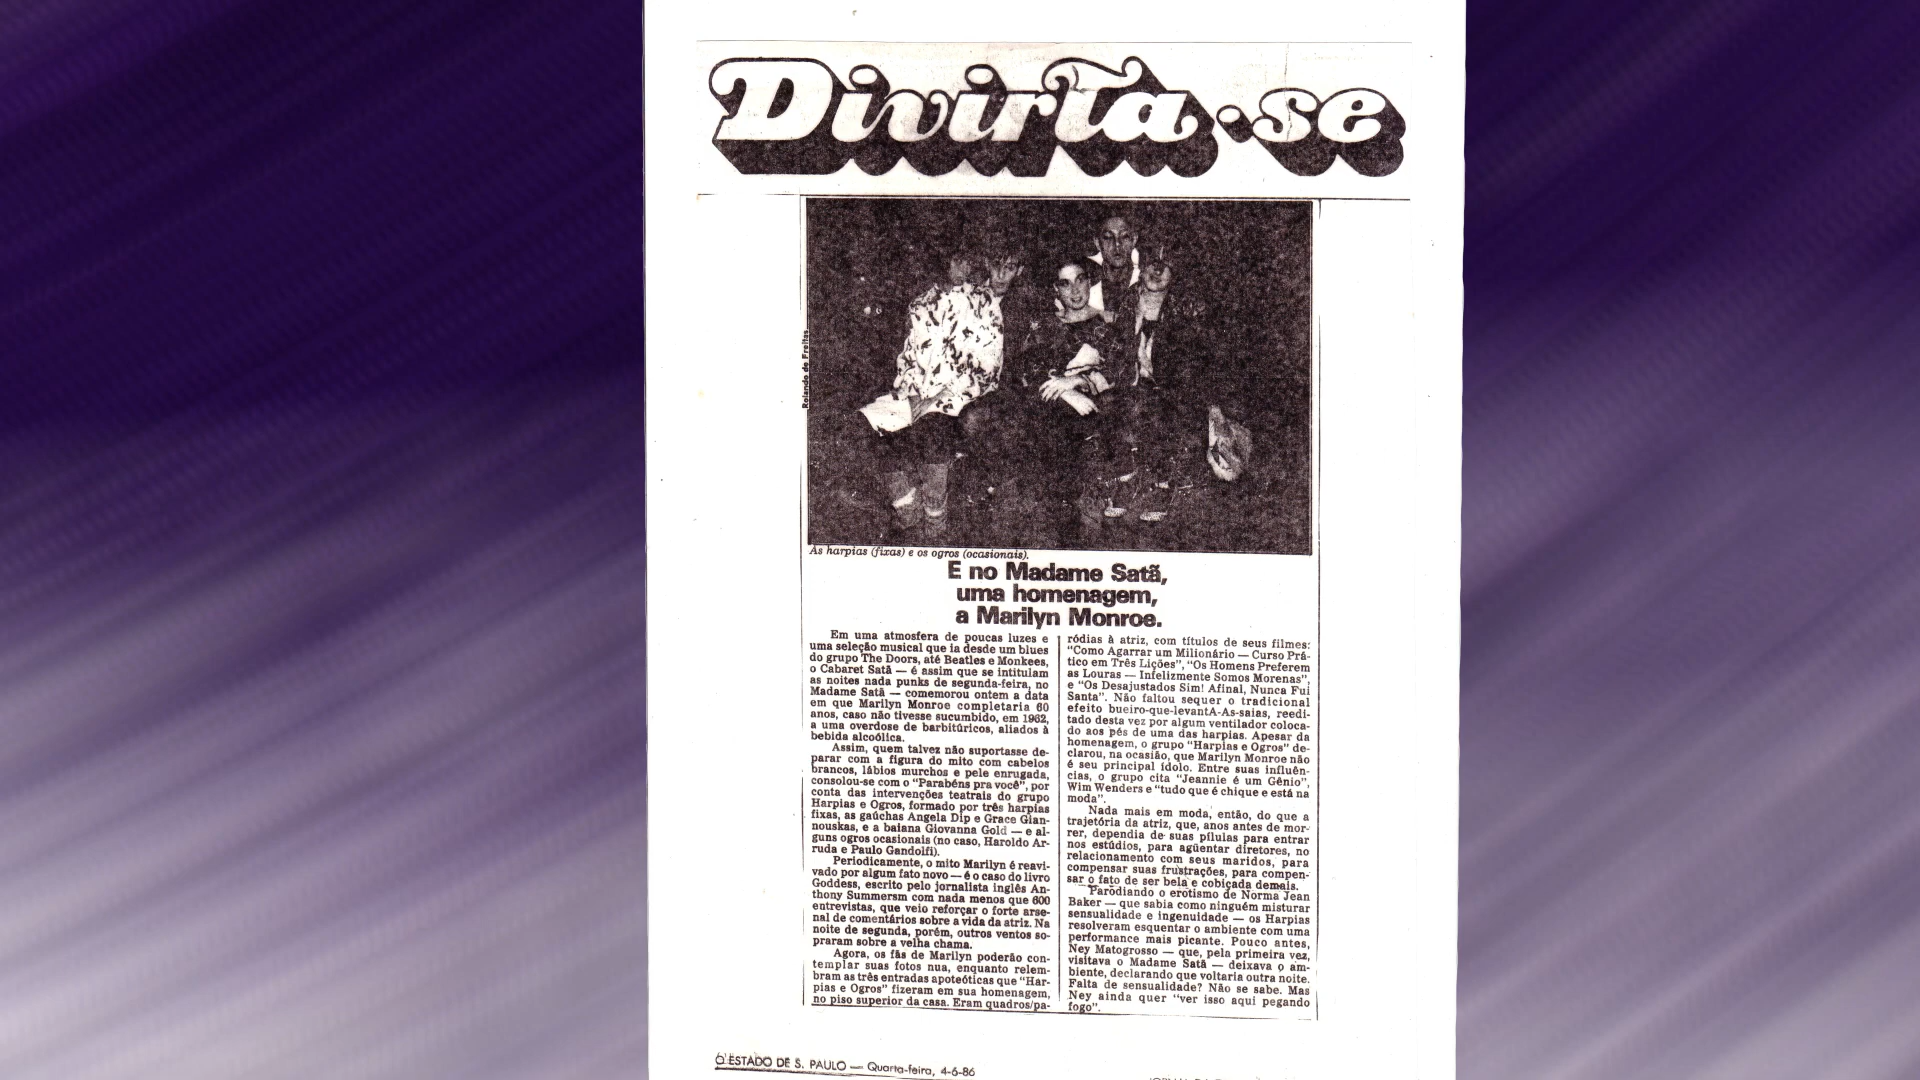 Divirta-se
Rolando de Freitas
As harpias (fixas) e os ogros (ocasionais).
E no Madame Satã,
uma homenagem,
a Marilyn Monroe.
Em uma atmosfera de poucas luzes e
uma seleção musical que ia desde um blues
do grupo The Doors, até Beatles e Monkees,
o Cabaret Satã — é assim que se intitulam
as noites nada punks de segunda-feira, no
Madame Satã — comemorou ontem a data
em que Marilyn Monroe completaria 60
anos, caso não tivesse sucumbido, em 1962,
a uma overdose de barbitúricos, aliados à
bebida alcoólica.
Assim, quem talvez não suportasse de-
parar com a figura do mito com cabelos
brancos, lábios murchos e pele enrugada,
consolou-se com o "Parabéns pra você", por
conta das intervenções teatrais do grupo
Harpias e Ogros, formado por três harpias
fixas, as gaúchas Angela Dip e Grace Gian-
nouskas, e a baiana Giovanna Gold — e al-
guns ogros ocasionais (no caso, Haroldo Ar-
ruda e Paulo Gandolfi).
Periodicamente, o mito Marilyn é reavi-
vado por algum fato novo — é o caso do livro
Goddess, escrito pelo jornalista inglês An-
thony Summersm com nada menos que 600
entrevistas, que veio reforçar o forte arse-
nal de comentários sobre a vida da atriz. Na
noite de segunda, porém, outros ventos so-
praram sobre a velha chama.
Agora, os fãs de Marilyn poderão con-
templar suas fotos nua, enquanto relem-
bram as três entradas apoteóticas que "Har-
pias e Ogros" fizeram em sua homenagem,
no piso superior da casa. Eram quadros/pa-
ródias à atriz, com títulos de seus filmes:
"Como Agarrar um Milionário — Curso Prá-
tico em Três Lições", "Os Homens Preferem
as Louras — Infelizmente Somos Morenas",
e "Os Desajustados Sim! Afinal, Nunca Fui
Santa". Não faltou sequer o tradicional
efeito bueiro-que-levantA-As-saias, reedi-
tado desta vez por algum ventilador coloca-
do aos pés de uma das harpias. Apesar da
homenagem, o grupo "Harpias e Ogros" de-
clarou, na ocasião, que Marilyn Monroe não
é seu principal ídolo. Entre suas influên-
cias, o grupo cita "Jeannie é um Gênio",
Wim Wenders e "tudo que é chique e está na
moda".
Nada mais em moda, então, do que a
trajetória da atriz, que, anos antes de mor-
rer, dependia de suas pílulas para entrar
nos estúdios, para agüentar diretores, no
relacionamento com seus maridos, para
compensar suas frustrações, para compen-
sar o fato de ser bela e cobiçada demais.
Parodiando o erotismo de Norma Jean
Baker — que sabia como ninguém misturar
sensualidade e ingenuidade — os Harpias
resolveram esquentar o ambiente com uma
performance mais picante. Pouco antes,
Ney Matogrosso — que, pela primeira vez,
visitava o Madame Satã — deixava o am-
biente, declarando que voltaria outra noite.
Falta de sensualidade? Não se sabe. Mas
Ney ainda quer "ver isso aqui pegando
fogo".
O ESTADO DE S. PAULO — Quarta-feira, 4-6-86